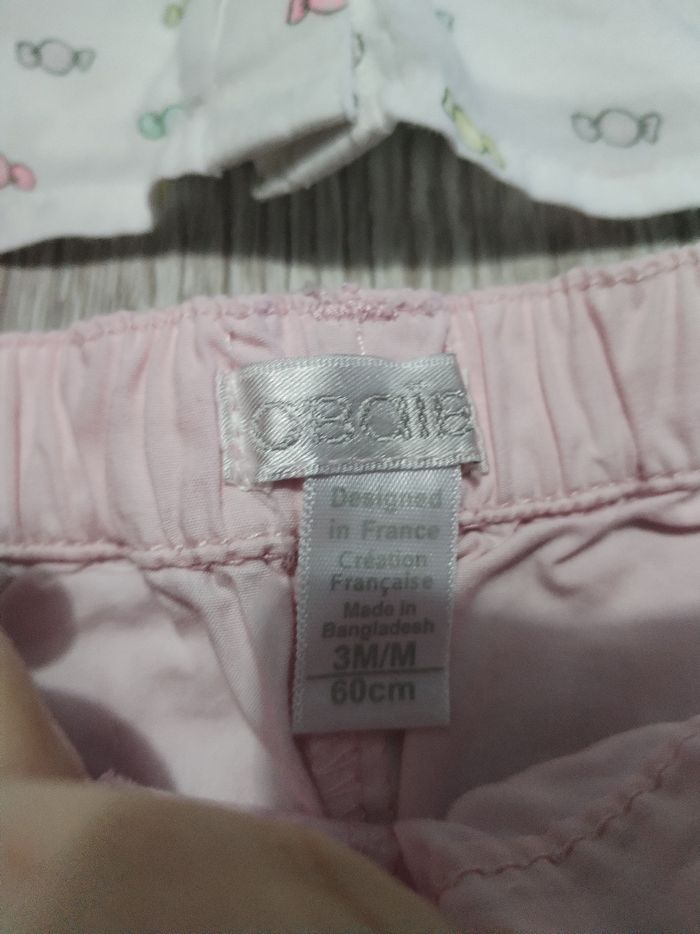 OBAÏBI
Designed
in France
Création
Française
Made in
Bangladesh
3M/M
60cm